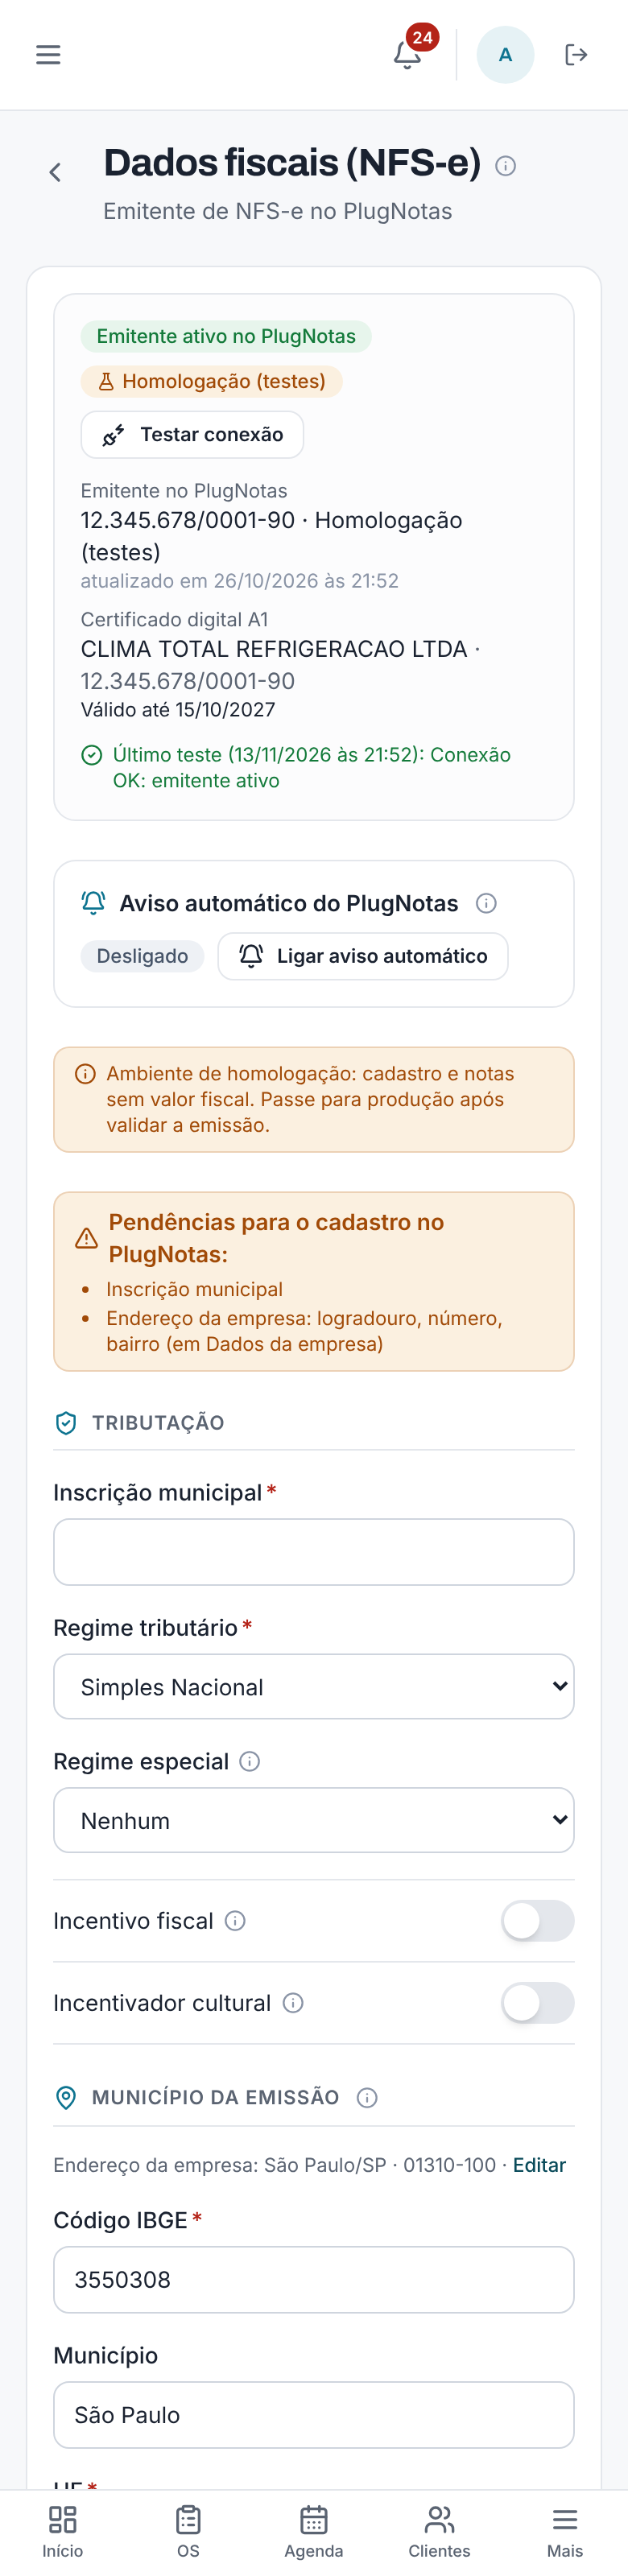 24
A
Dados fiscais (NFS-e)
Emitente de NFS-e no PlugNotas
Emitente ativo no PlugNotas
Homologação (testes)
Testar conexão
Emitente no PlugNotas
12.345.678/0001-90 · Homologação
(testes)
atualizado em 26/10/2026 às 21:52
Certificado digital A1
CLIMA TOTAL REFRIGERACAO LTDA ·
12.345.678/0001-90
Válido até 15/10/2027
Último teste (13/11/2026 às 21:52): Conexão
OK: emitente ativo
Aviso automático do PlugNotas
Desligado
Ligar aviso automático
Ambiente de homologação: cadastro e notas
sem valor fiscal. Passe para produção após
validar a emissão.
Pendências para o cadastro no
PlugNotas:
• Inscrição municipal
• Endereço da empresa: logradouro, número,
bairro (em Dados da empresa)
TRIBUTAÇÃO
Inscrição municipal*
Regime tributário*
Simples Nacional
Regime especial
Nenhum
Incentivo fiscal
Incentivador cultural
MUNICÍPIO DA EMISSÃO
Endereço da empresa: São Paulo/SP · 01310-100 · Editar
Código IBGE*
3550308
Município
São Paulo
UF*
Início
OS
Agenda
Clientes
Mais